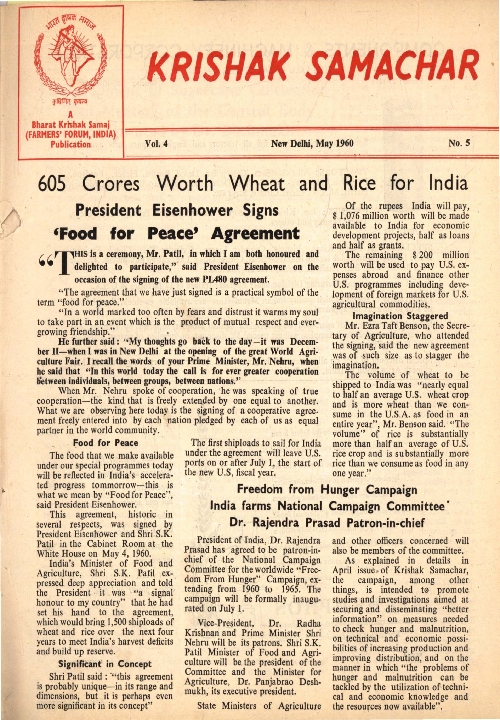 भारत कृषक समाज
कृषिजित् कृषत्व
A
Bharat Krishak Samaj
(FARMERS' FORUM, INDIA)
Publication
KRISHAK SAMACHAR
Vol. 4
New Delhi, May 1960
No. 5
605 Crores Worth Wheat and Rice for India
President Eisenhower Signs
'Food for Peace' Agreement
"THIS is a ceremony, Mr. Patil, in which I am both honoured and
delighted to participate," said President Eisenhower on the
occasion of the signing of the new PL480 agreement.
"The agreement that we have just signed is a practical symbol of the
term "food for peace."
"In a world marked too often by fears and distrust it warms my soul
to take part in an event which is the product of mutual respect and ever-
growing friendship."
He further said : "My thoughts go back to the day—it was Decem-
ber 11—when I was in New Delhi at the opening of the great World Agri-
culture Fair. I recall the words of your Prime Minister, Mr. Nehru, when
he said that "In this world today the call is for ever greater cooperation
between individuals, between groups, between nations."
When Mr. Nehru spoke of cooperation, he was speaking of true
cooperation—the kind that is freely extended by one equal to another.
What we are observing here today is the signing of a cooperative agree-
ment freely entered into by each nation pledged by each of us as equal
partner in the world community.
Food for Peace
The food that we make available
under our special programmes today
will be reflected in India's accelera-
ted progress tommorrow—this is
what we mean by "Food for Peace",
said President Eisenhower.
This agreement, historic in
several respects, was signed by
President Eisenhower and Shri S.K.
Patil in the Cabinet Room at the
White House on May 4, 1960.
India's Minister of Food and
Agriculture, Shri S.K. Patil ex-
pressed deep appreciation and told
the President it was "a signal
honour to my country" that he had
set his hand to the agreement,
which would bring 1,500 shiploads of
wheat and rice over the next four
years to meet India's harvest deficits
and build up reserve.
Significant in Concept
Shri Patil said : "this agreement
is probably unique—in its range and
dimensions, but it is perhaps even
more significant in its concept"
The first shiploads to sail for India
under the agreement will leave U.S.
ports on or after July 1, the start of
the new U.S. fiscal year.
Of the rupees India will pay,
$ 1,076 million worth will be made
available to India for economic
development projects, half as loans
and half as grants.
The remaining $ 200 million
worth will be used to pay U.S. ex-
penses abroad and finance other
U.S. programmes including deve-
lopment of foreign markets for U.S.
agricultural commodities.
Imagination Staggered
Mr. Ezra Taft Benson, the Secre-
tary of Agriculture, who attended
the signing, said the new agreement
was of such size as to stagger the
imagination.
The volume of wheat to be
shipped to India was "nearly equal
to half an average U.S. wheat crop
and is more wheat than we con-
sume in the U.S.A. as food in an
entire year", Mr. Benson said. "The
volume" of rice is substantially
more than half an average of U.S.
rice crop and is substantially more
rice than we consume as food in any
one year."
Freedom from Hunger Campaign
India farms National Campaign Committee
Dr. Rajendra Prasad Patron-in-chief
President of India, Dr. Rajendra
Prasad has agreed to be patron-in-
chief of the National Campaign
Committee for the worldwide "Free-
dom From Hunger" Campaign, ex-
tending from 1960 to 1965. The
campaign will be formally inaugu-
rated on July 1.
Vice-President, Dr. Radha
Krishnan and Prime Minister Shri
Nehru will be its patrons. Shri S.K.
Patil Minister of Food and Agri-
culture will be the president of the
Committee and the Minister for
Agriculture, Dr. Panjabrao Desh-
mukh, its executive president.
State Ministers of Agriculture
and other officers concerned will
also be members of the committee.
As explained in details in
April issue of Krishak Samachar,
the campaign, among other
things, is intended to promote
studies and investigations aimed at
securing and disseminating "better
information" on measures needed
to check hunger and malnutrition,
on technical and economic possi-
bilities of increasing production and
improving distribution, and on the
manner in which "the problems of
hunger and malnutrition can be
tackled by the utilization of techni-
cal and economic knowledge and
the resources now available".